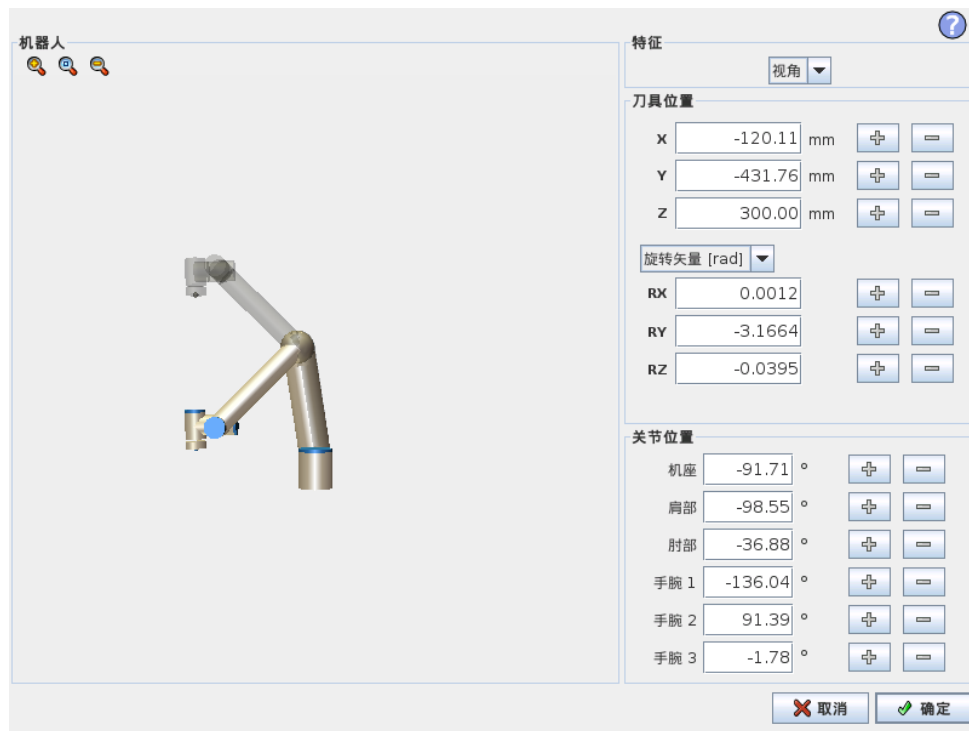 ?
机器人
特征
视角
刀具位置
X -120.11 mm
Y -431.76 mm
Z 300.00 mm
旋转矢量 [rad]
RX 0.0012
RY -3.1664
RZ -0.0395
关节位置
机座 -91.71 °
肩部 -98.55 °
肘部 -36.88 °
手腕 1 -136.04 °
手腕 2 91.39 °
手腕 3 -1.78 °
取消 确定